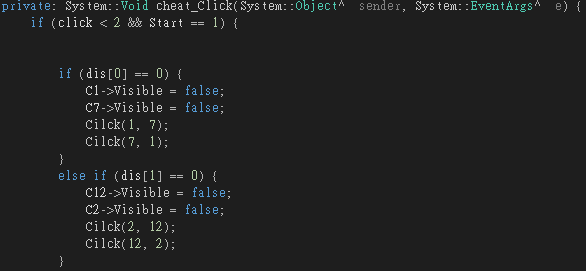 private: System::Void cheat_Click(System::Object^  sender, System::EventArgs^  e) {
if (click < 2 && Start == 1) {
if (dis[0] == 0) {
C1->Visible = false;
C7->Visible = false;
Cilck(1, 7);
Cilck(7, 1);
}
else if (dis[1] == 0) {
C12->Visible = false;
C2->Visible = false;
Cilck(2, 12);
Cilck(12, 2);
}